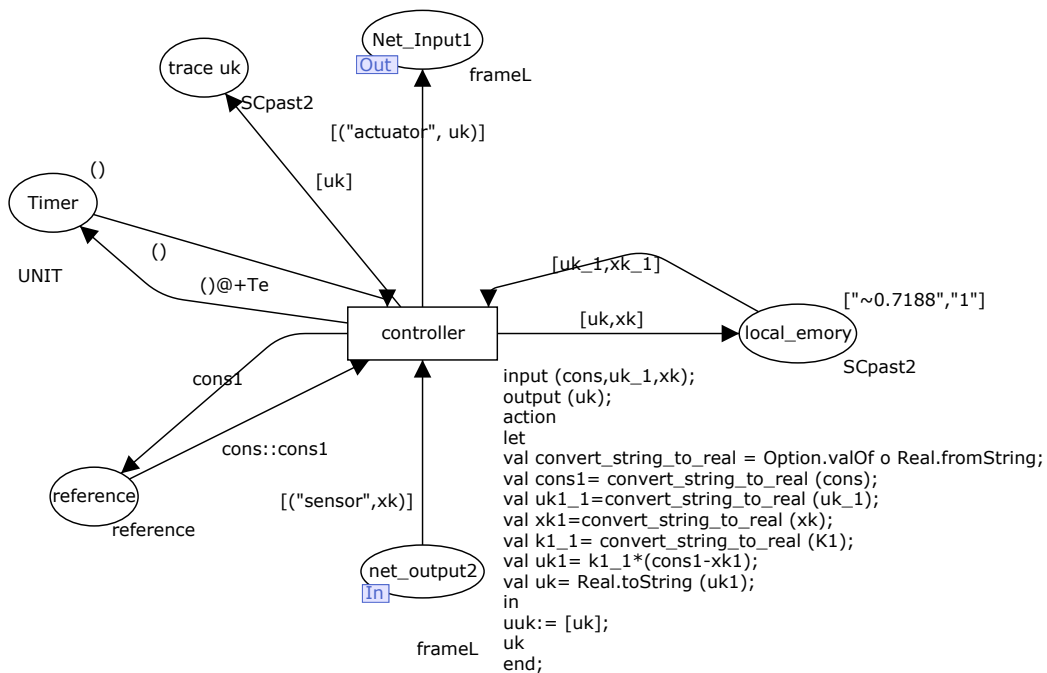 Net_Input1
Out
frameL
trace uk
SCpast2
[("actuator", uk)]
[uk]
()
Timer
()
UNIT
()@+Te
[uk_1,xk_1]
["~0.7188","1"]
controller
[uk,xk]
local_emory
SCpast2
cons1
cons::cons1
reference
reference
[("sensor",xk)]
net_output2
In
frameL
input (cons,uk_1,xk);
output (uk);
action
let
val convert_string_to_real = Option.valOf o Real.fromString;
val cons1= convert_string_to_real (cons);
val uk1_1=convert_string_to_real (uk_1);
val xk1=convert_string_to_real (xk);
val k1_1= convert_string_to_real (K1);
val uk1= k1_1*(cons1-xk1);
val uk= Real.toString (uk1);
in
uuk:= [uk];
uk
end;